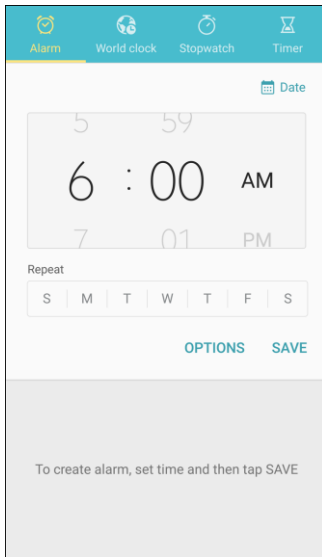 Alarm World clock Stopwatch Timer
Date
5 59
6 : 00 AM
7 01 PM
Repeat
S M T W T F S
OPTIONS SAVE
To create alarm, set time and then tap SAVE